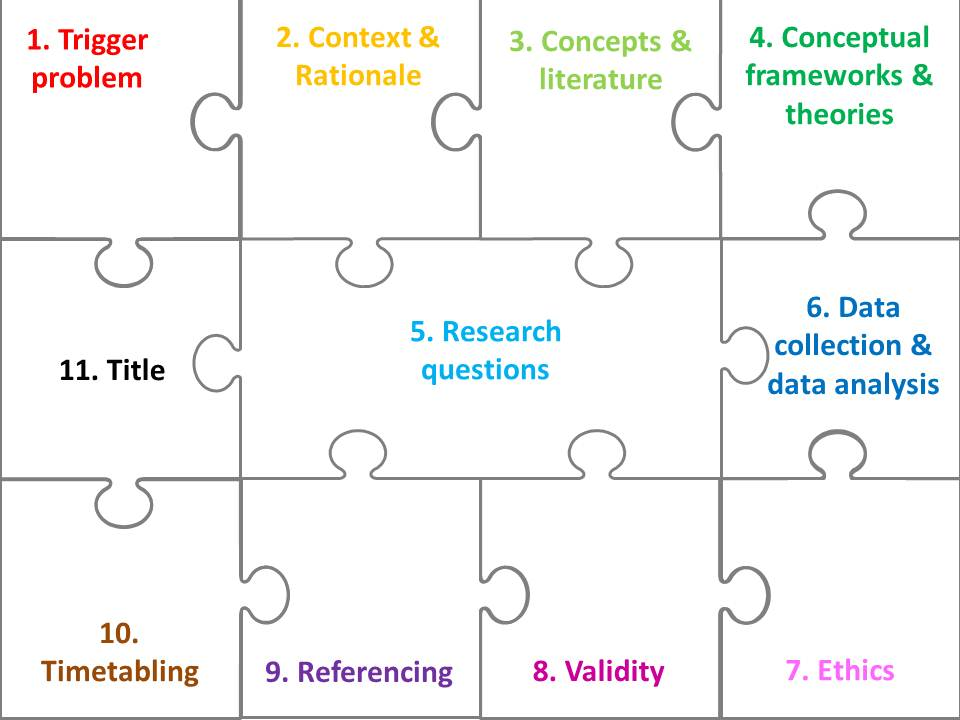 1. Trigger
problem
2. Context &
Rationale
3. Concepts &
literature
4. Conceptual
frameworks &
theories
5. Research
questions
6. Data
collection &
data analysis
11. Title
10.
Timetabling
9. Referencing
8. Validity
7. Ethics